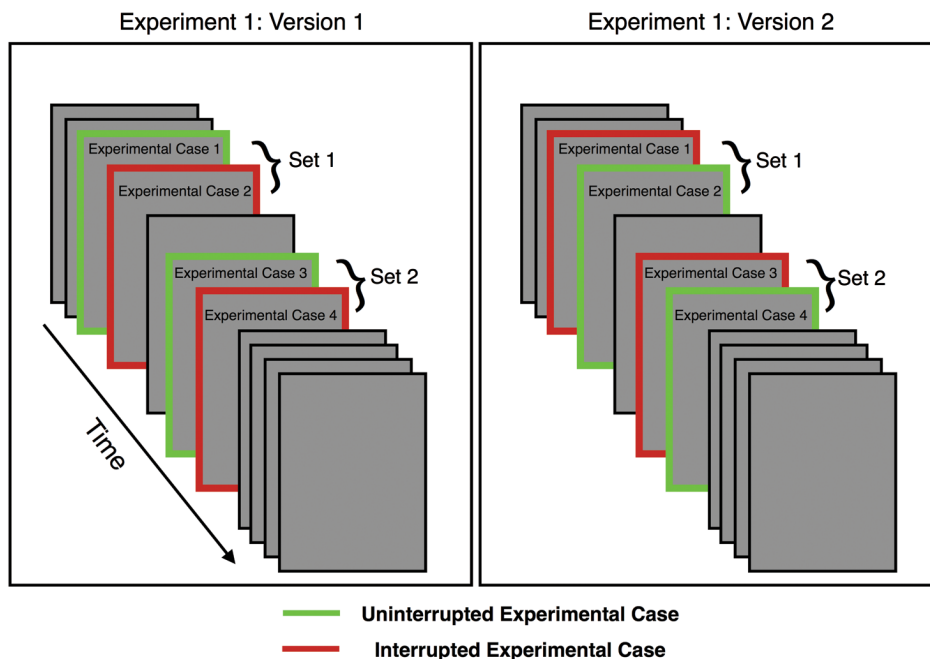 Experiment 1: Version 1
Experimental Case 1
Set 1
Experimental Case 2
Experimental Case 3
Set 2
Experimental Case 4
Time
Experiment 1: Version 2
Experimental Case 1
Set 1
Experimental Case 2
Experimental Case 3
Set 2
Experimental Case 4
Uninterrupted Experimental Case
Interrupted Experimental Case